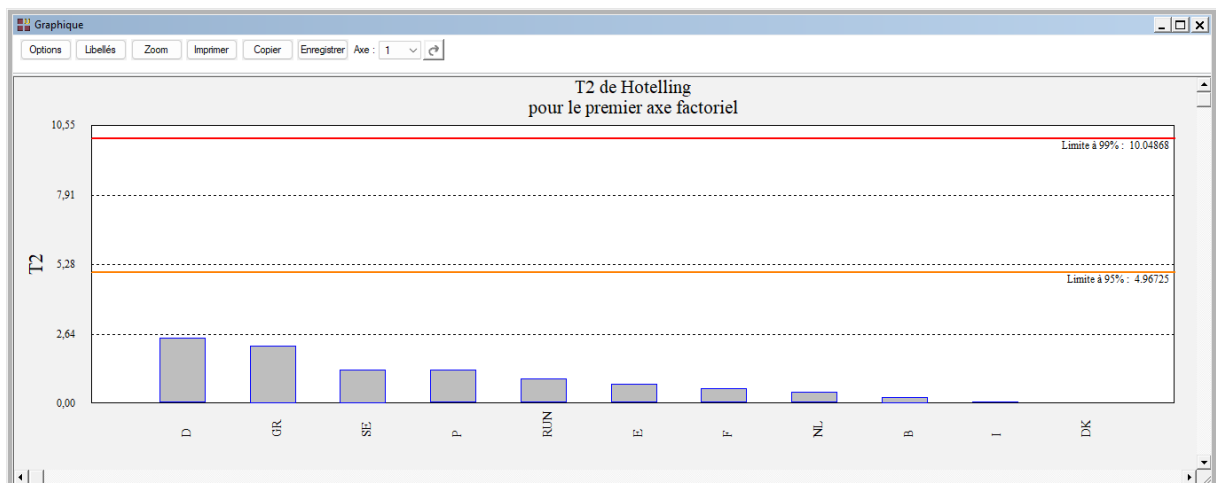 Graphique
Options Libellés Zoom Imprimer Copier Enregistrer Axe : 1
T2 de Hotelling
pour le premier axe factoriel
10,55
Limite à 99% : 10.04868
7,91
T2
5,28
Limite à 95% : 4.96725
2,64
0,00
D GR SE P RUN E F NL B I DK